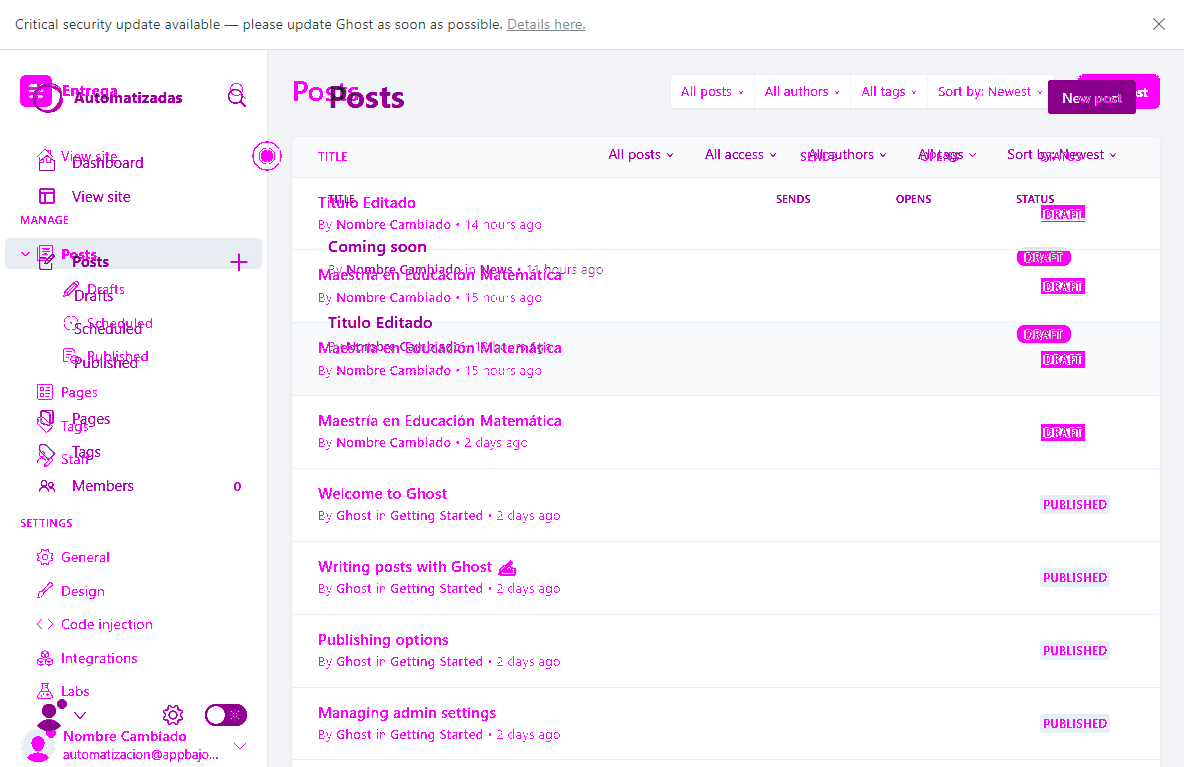 Critical security update available — please update Ghost as soon as possible. Details here.
Entrega
Automatizadas
View site
Dashboard
View site
MANAGE
Posts
Posts
Drafts
Drafts
Scheduled
Scheduled
Published
Published
Pages
Pages
Tags
Tags
Staff
Members 0
SETTINGS
General
Design
Code injection
Integrations
Labs
Nombre Cambiado
automatizacion@appbajo...
Posts
Posts
All posts All authors All tags Sort by: Newest
New post
All posts All access All authors All tags Sort by: Newest
TITLE SENDS OPENS STATUS
TITLE SENDS OPENS STATUS
Titulo Editado
By Nombre Cambiado • 14 hours ago
DRAFT
Coming soon
By Nombre Cambiado in News • 11 hours ago
DRAFT
Maestría en Educación Matemática
By Nombre Cambiado • 15 hours ago
DRAFT
Titulo Editado
By Nombre Cambiado
DRAFT
Maestría en Educación Matemática
By Nombre Cambiado • 15 hours ago
DRAFT
Maestría en Educación Matemática
By Nombre Cambiado • 2 days ago
DRAFT
Welcome to Ghost
By Ghost in Getting Started • 2 days ago
PUBLISHED
Writing posts with Ghost ✍
By Ghost in Getting Started • 2 days ago
PUBLISHED
Publishing options
By Ghost in Getting Started • 2 days ago
PUBLISHED
Managing admin settings
By Ghost in Getting Started • 2 days ago
PUBLISHED